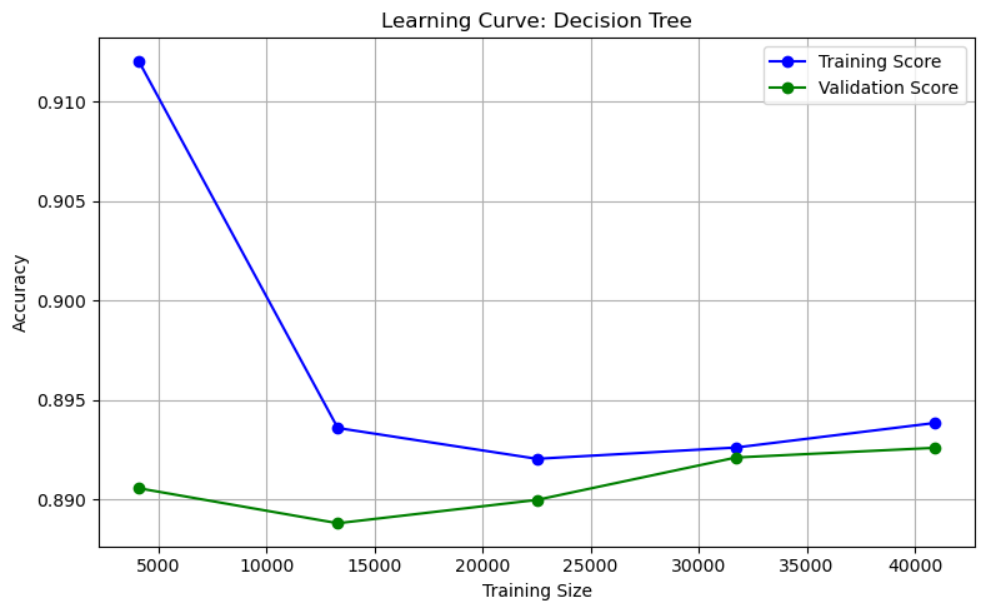 Learning Curve: Decision Tree
Training Score
Validation Score
Accuracy
0.910
0.905
0.900
0.895
0.890
5000
10000
15000
20000
25000
30000
35000
40000
Training Size